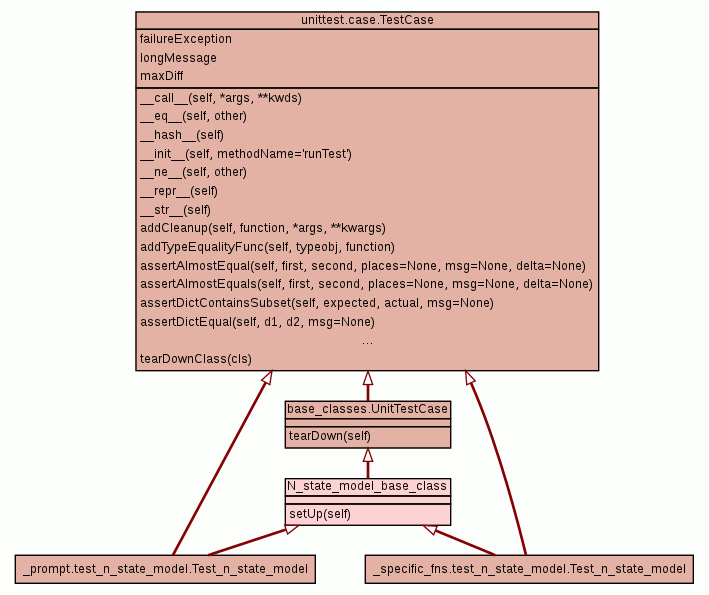 unittest.case.TestCase
failureException
longMessage
maxDiff
__call__(self, *args, **kwds)
__eq__(self, other)
__hash__(self)
__init__(self, methodName='runTest')
__ne__(self, other)
__repr__(self)
__str__(self)
addCleanup(self, function, *args, **kwargs)
addTypeEqualityFunc(self, typeobj, function)
assertAlmostEqual(self, first, second, places=None, msg=None, delta=None)
assertAlmostEquals(self, first, second, places=None, msg=None, delta=None)
assertDictContainsSubset(self, expected, actual, msg=None)
assertDictEqual(self, d1, d2, msg=None)
...
tearDownClass(cls)
base_classes.UnitTestCase
tearDown(self)
N_state_model_base_class
setUp(self)
_prompt.test_n_state_model.Test_n_state_model
_specific_fns.test_n_state_model.Test_n_state_model